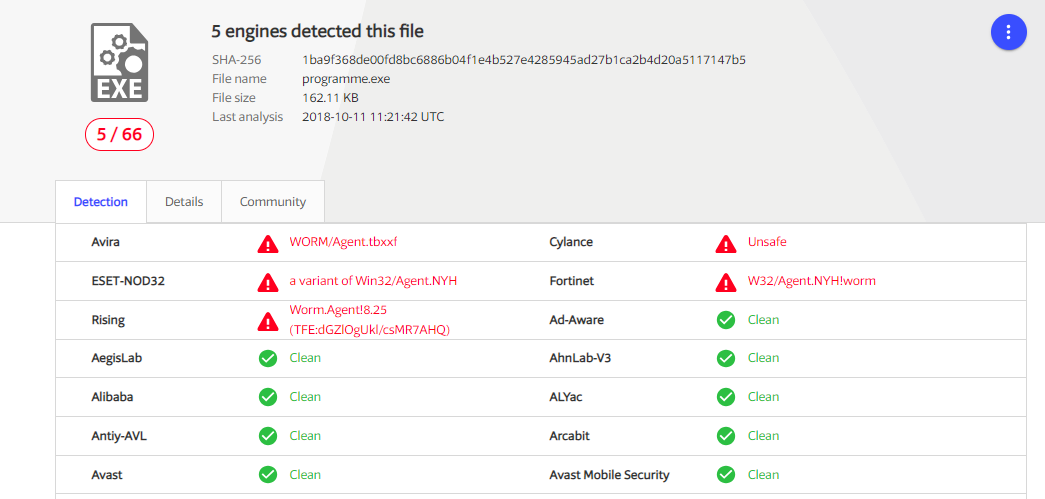 5 engines detected this file
SHA-256 1ba9f368de00fd8bc6886b04f1e4b527e4285945ad27b1ca2b4d20a5117147b5
File name programme.exe
File size 162.11 KB
Last analysis 2018-10-11 11:21:42 UTC
EXE
5 / 66
Detection Details Community
Avira WORM/Agent.tbxxf Cylance Unsafe
ESET-NOD32 a variant of Win32/Agent.NYH Fortinet W32/Agent.NYH!worm
Rising Worm.Agent!8.25 (TFE:dGZlOgUkl/csMR7AHQ) Ad-Aware Clean
AegisLab Clean AhnLab-V3 Clean
Alibaba Clean ALYac Clean
Antiy-AVL Clean Arcabit Clean
Avast Clean Avast Mobile Security Clean